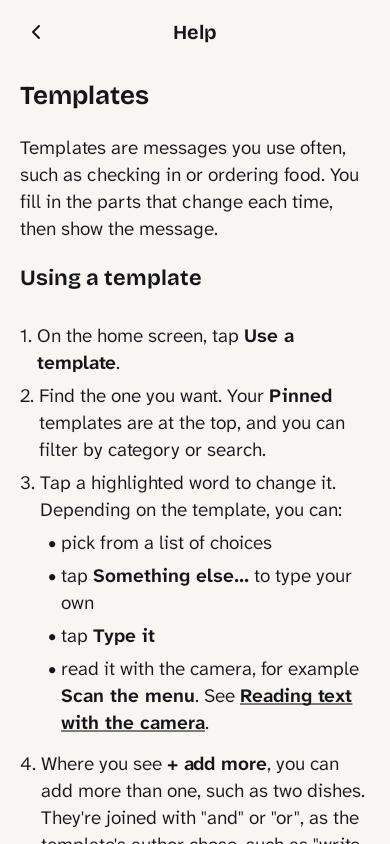 Help
Templates
Templates are messages you use often,
such as checking in or ordering food. You
fill in the parts that change each time,
then show the message.
Using a template
1. On the home screen, tap Use a
template.
2. Find the one you want. Your Pinned
templates are at the top, and you can
filter by category or search.
3. Tap a highlighted word to change it.
Depending on the template, you can:
• pick from a list of choices
• tap Something else... to type your
own
• tap Type it
• read it with the camera, for example
Scan the menu. See Reading text
with the camera.
4. Where you see + add more, you can
add more than one, such as two dishes.
They're joined with "and" or "or", as the
template's author chose, such as "write